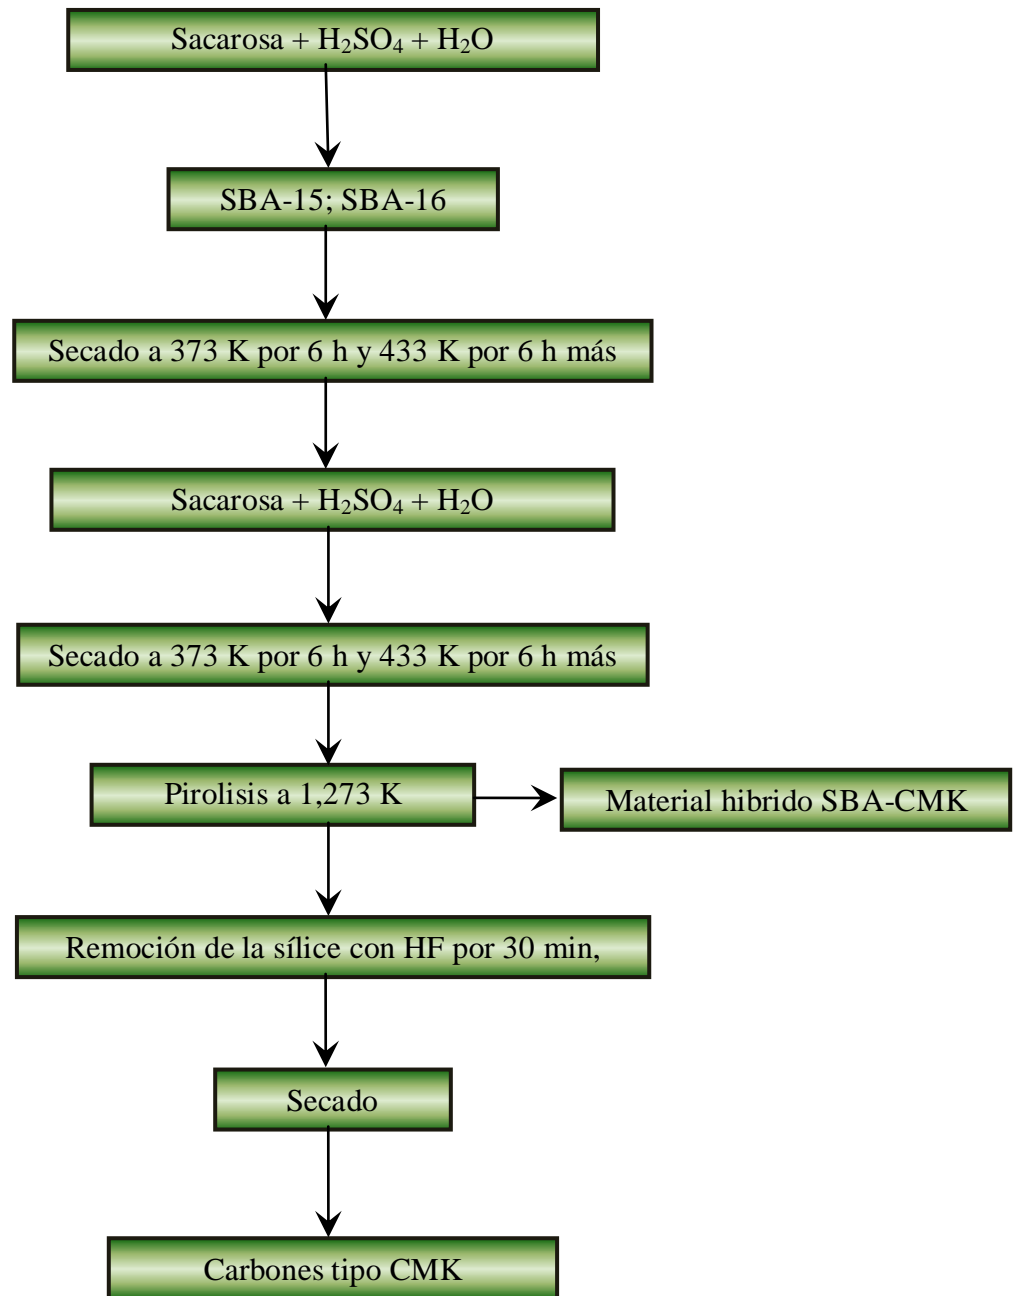 Sacarosa + H₂SO₄ + H₂O
SBA-15; SBA-16
Secado a 373 K por 6 h y 433 K por 6 h más
Sacarosa + H₂SO₄ + H₂O
Secado a 373 K por 6 h y 433 K por 6 h más
Pirolisis a 1,273 K
Material hibrido SBA-CMK
Remoción de la sílice con HF por 30 min,
Secado
Carbones tipo CMK